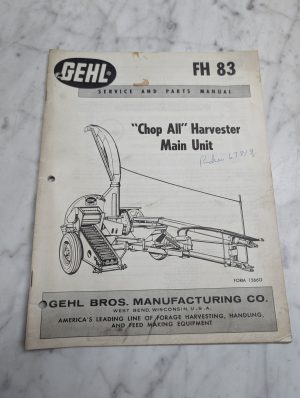 GEHL
FH 83
SERVICE AND PARTS MANUAL
"Chop All" Harvester
Main Unit
GEHL BROS. MANUFACTURING CO.
WEST BEND, WISCONSIN, U.S.A.
AMERICA'S LEADING LINE OF FORAGE HARVESTING, HANDLING,
AND FEED MAKING EQUIPMENT